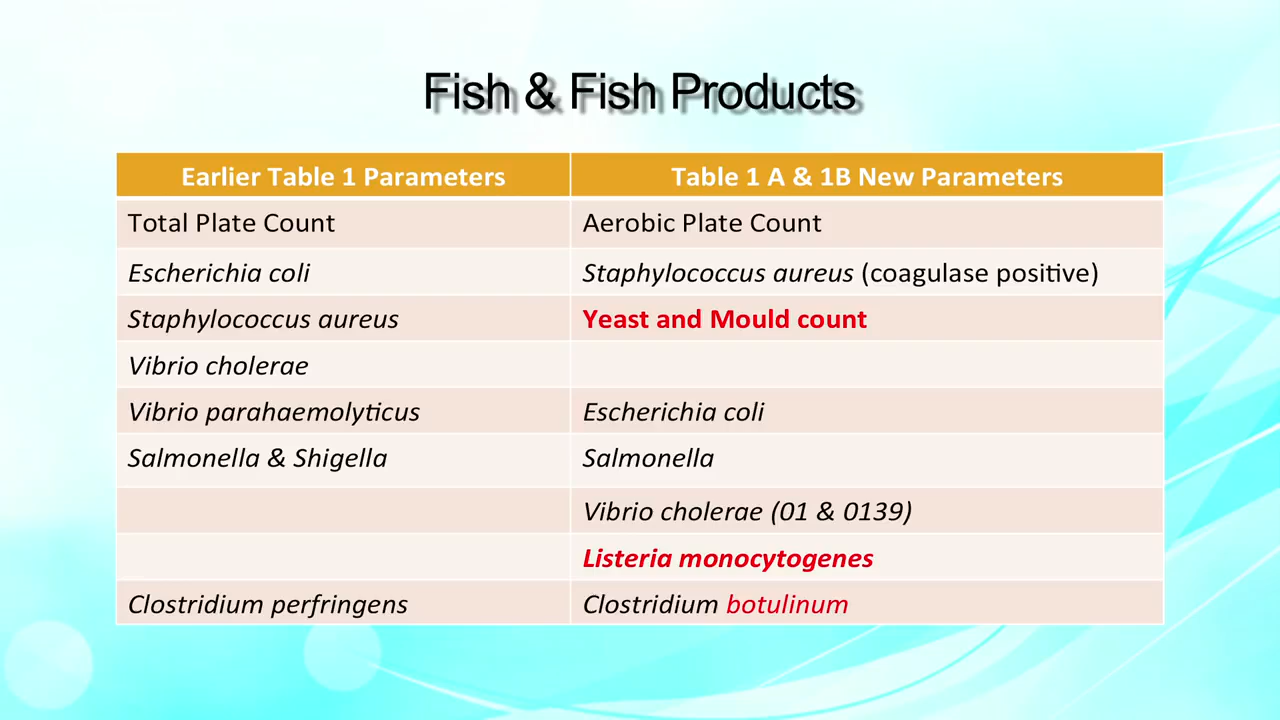 Fish & Fish Products
Earlier Table 1 Parameters Table 1 A & 1B New Parameters
Total Plate Count Aerobic Plate Count
Escherichia coli Staphylococcus aureus (coagulase positive)
Staphylococcus aureus Yeast and Mould count
Vibrio cholerae
Vibrio parahaemolyticus Escherichia coli
Salmonella & Shigella Salmonella
Vibrio cholerae (01 & 0139)
Listeria monocytogenes
Clostridium perfringens Clostridium botulinum